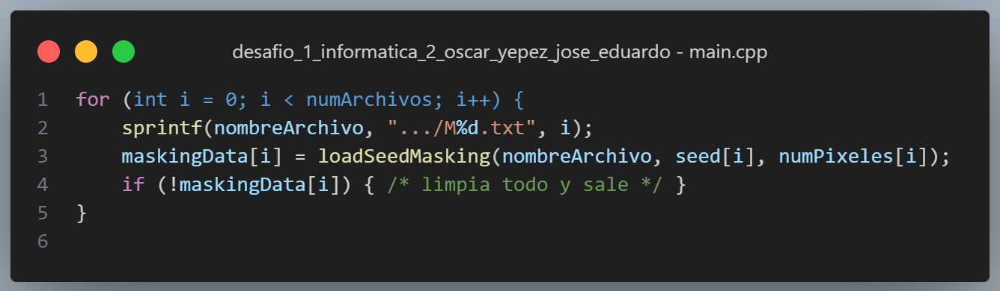 desafio_1_informatica_2_oscar_yepez_jose_eduardo - main.cpp
1 for (int i = 0; i < numArchivos; i++) {
2     sprintf(nombreArchivo, ".../M%d.txt", i);
3     maskingData[i] = loadSeedMasking(nombreArchivo, seed[i], numPixeles[i]);
4     if (!maskingData[i]) { /* limpia todo y sale */ }
5 }
6